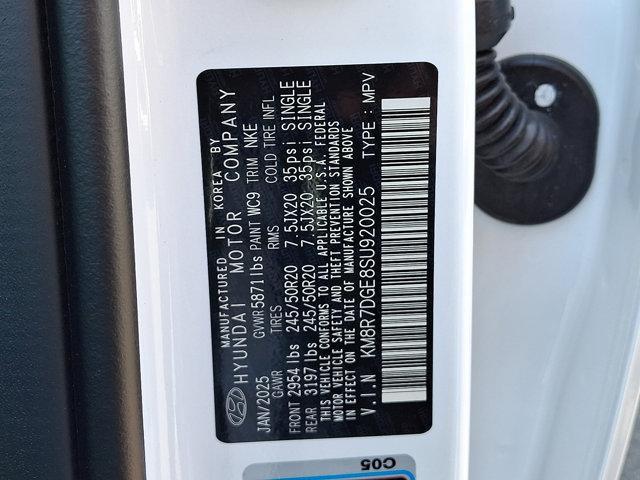 MANUFACTURED IN KOREA BY
HYUNDAI MOTOR COMPANY
JAN/2025 GVWR 5871 lbs PAINT WC9 TRIM NKE
GAWR TIRES RIMS COLD TIRE INFL
FRONT 2954 lbs 245/50R20 7.5JX20 35psi SINGLE
REAR 3197 lbs 245/50R20 7.5JX20 35psi SINGLE
THIS VEHICLE CONFORMS TO ALL APPLICABLE U.S.A. FEDERAL
MOTOR VEHICLE SAFETY AND THEFT PREVENTION STANDARDS
IN EFFECT ON THE DATE OF MANUFACTURE SHOWN ABOVE
V.I.N KM8R7DGE8SU920025 TYPE : MPV
C05